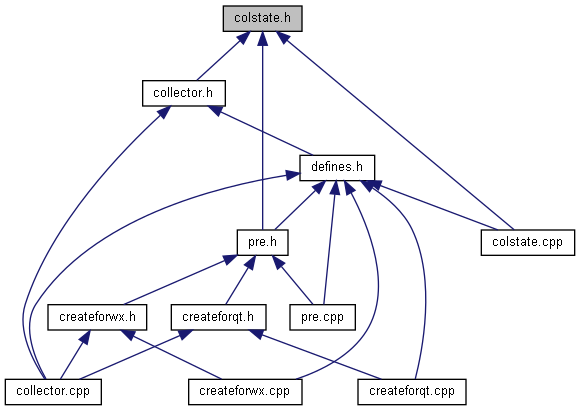 colstate.h
collector.h
defines.h
pre.h
colstate.cpp
createforwx.h
createforqt.h
pre.cpp
collector.cpp
createforwx.cpp
createforqt.cpp